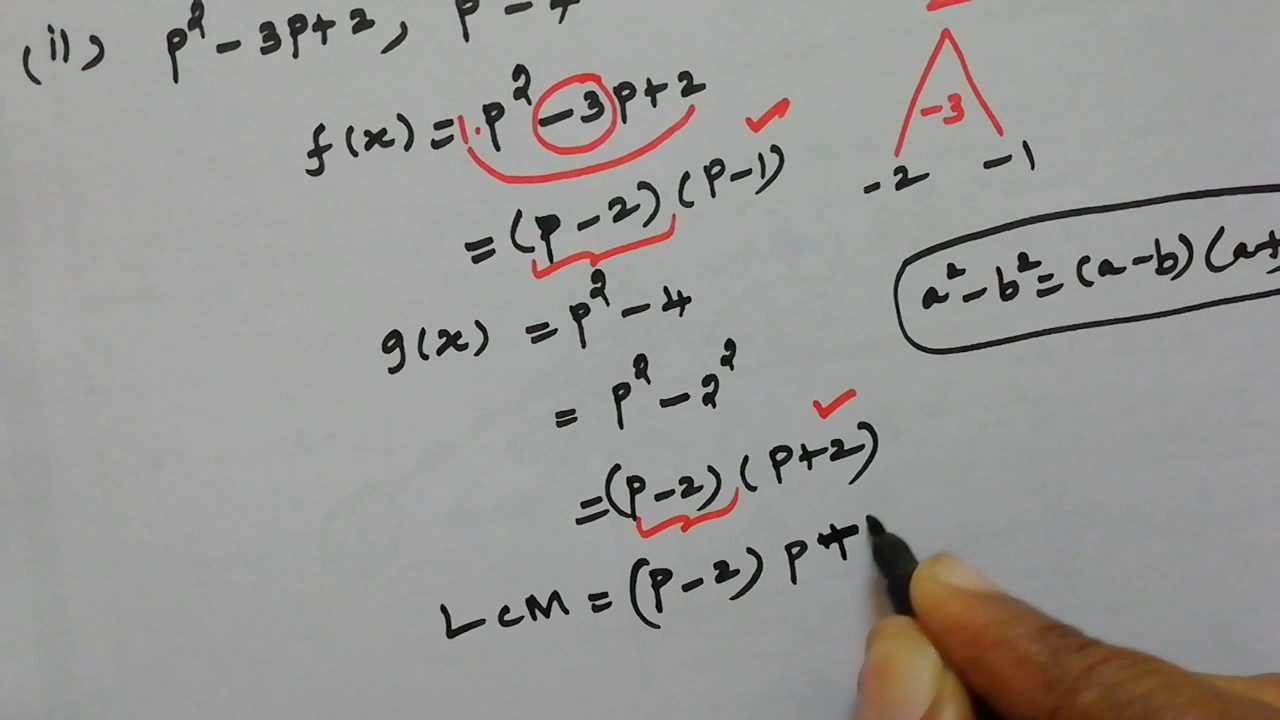 (ii) p² - 3p + 2, p - 4
f(x) = 1.p² - 3p + 2
= (p - 2)(p - 1)
-3
-2 -1
a² - b² = (a - b)(a +
g(x) = p² - 4
= p² - 2²
= (p - 2)(p + 2)
LCM = (p - 2) p +